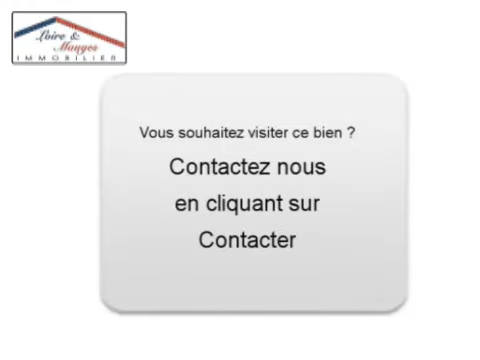 Loire &
Mauges
IMMOBILIER
Vous souhaitez visiter ce bien ?
Contactez nous
en cliquant sur
Contacter